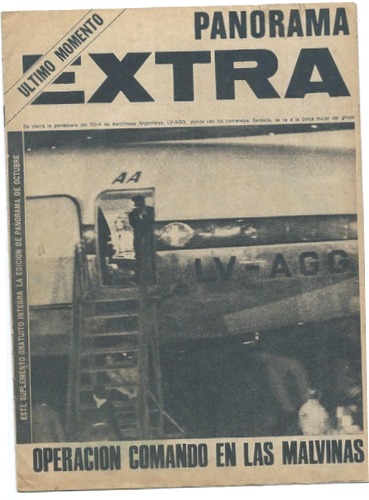 PANORAMA
ULTIMO MOMENTO
EXTRA
Se cierra la portezuela del DC-4 de Aerolíneas Argentinas, LV-AGG, donde van los comandos. Sentada, se ve a la única mujer del grupo
AA
LV-AGG
ESTE SUPLEMENTO GRATUITO INTEGRA LA EDICION DE PANORAMA DE OCTUBRE
OPERACION COMANDO EN LAS MALVINAS